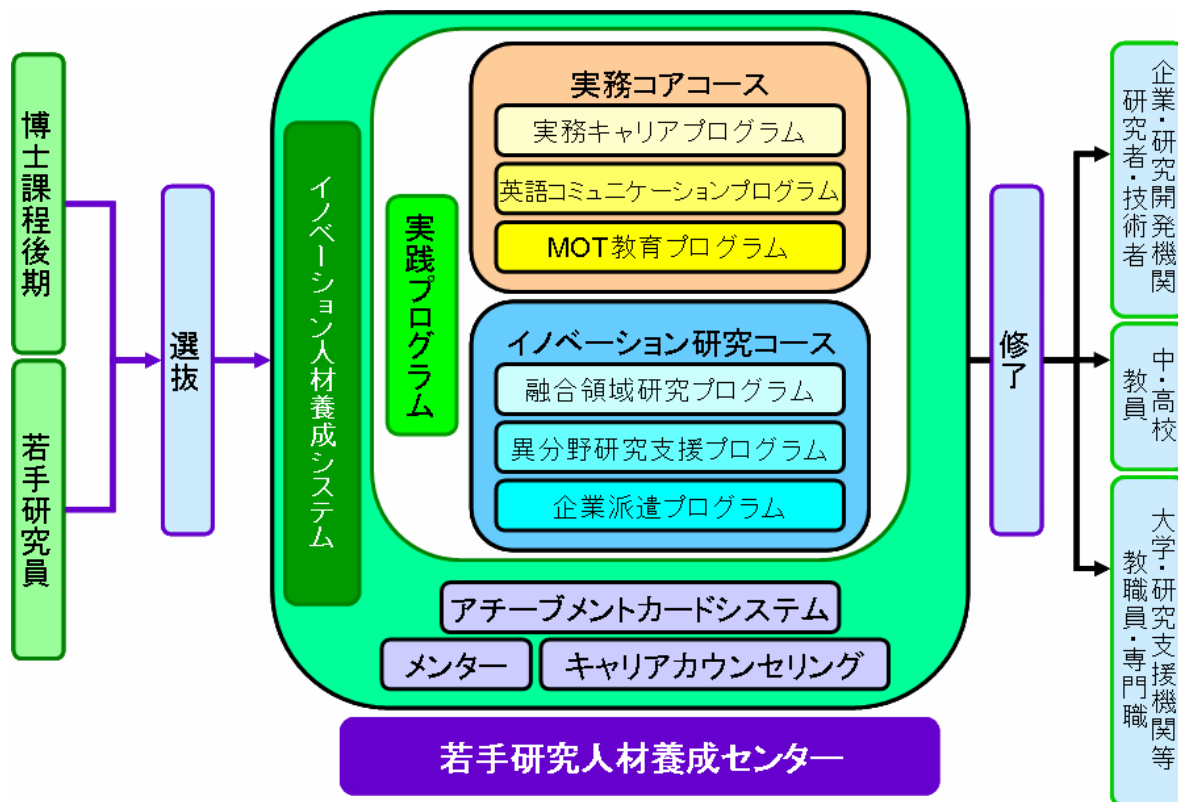 博士課程後期
若手研究員
選抜
イノベーション人材養成システム
実践プログラム
実務コアコース
実務キャリアプログラム
英語コミュニケーションプログラム
MOT教育プログラム
イノベーション研究コース
融合領域研究プログラム
異分野研究支援プログラム
企業派遣プログラム
アチーブメントカードシステム
メンター
キャリアカウンセリング
若手研究人材養成センター
修了
企業・研究開発機関
研究者・技術者
中・高校
教員
大学・研究支援機関等
教職員・専門職